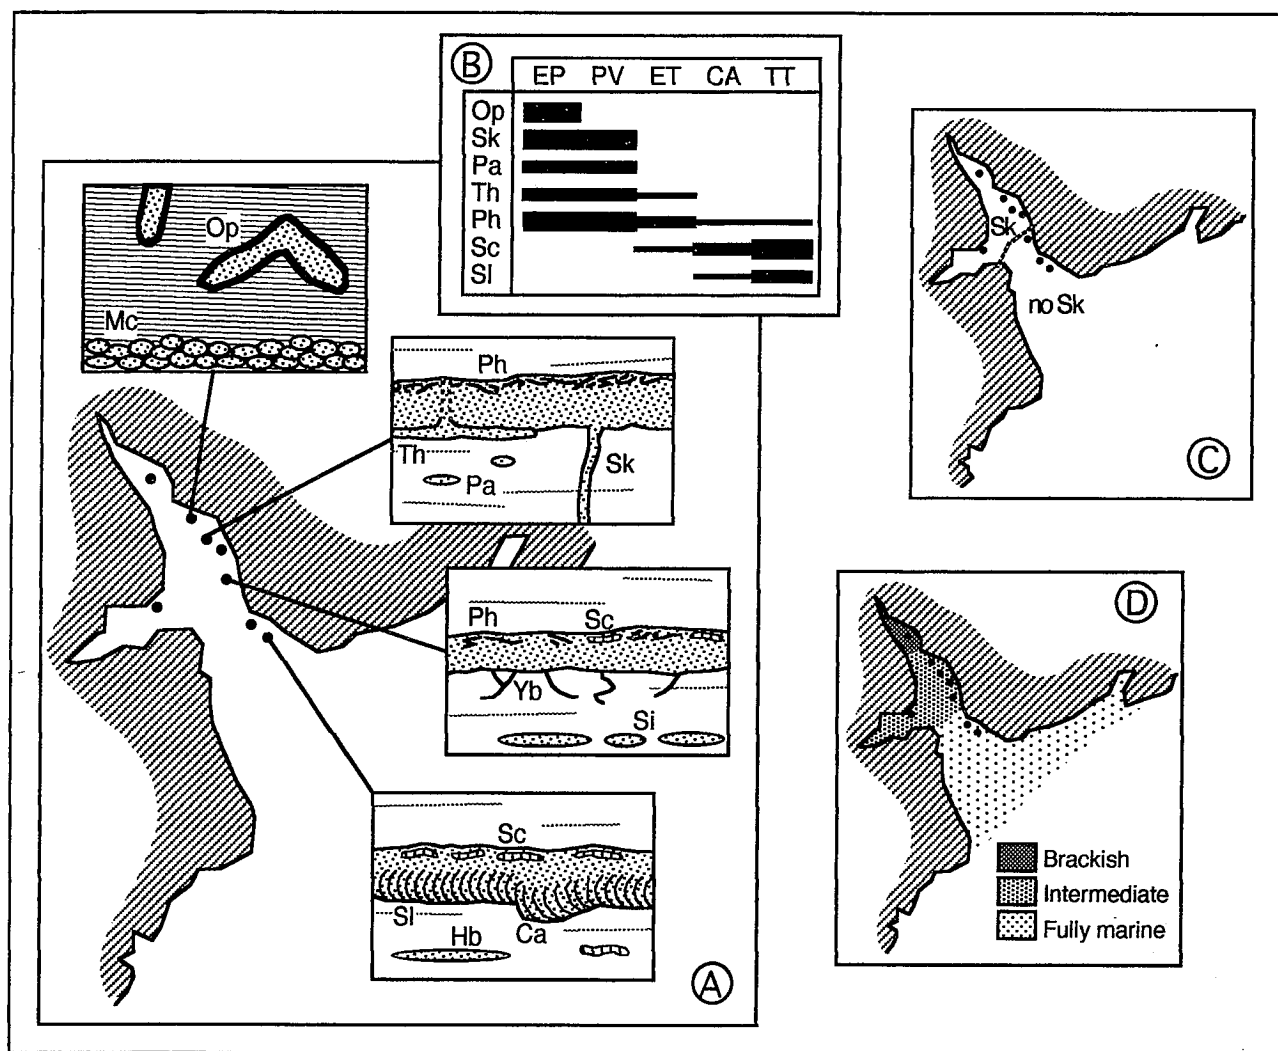 B
EP PV ET CA TT
Op
Sk
Pa
Th
Ph
Sc
Sl
Op
Mc
Ph
Th
Pa
Sk
Ph Sc
Yb
Si
Sc
Sl
Hb Ca
A
Sk
no Sk
C
D
Brackish
Intermediate
Fully marine